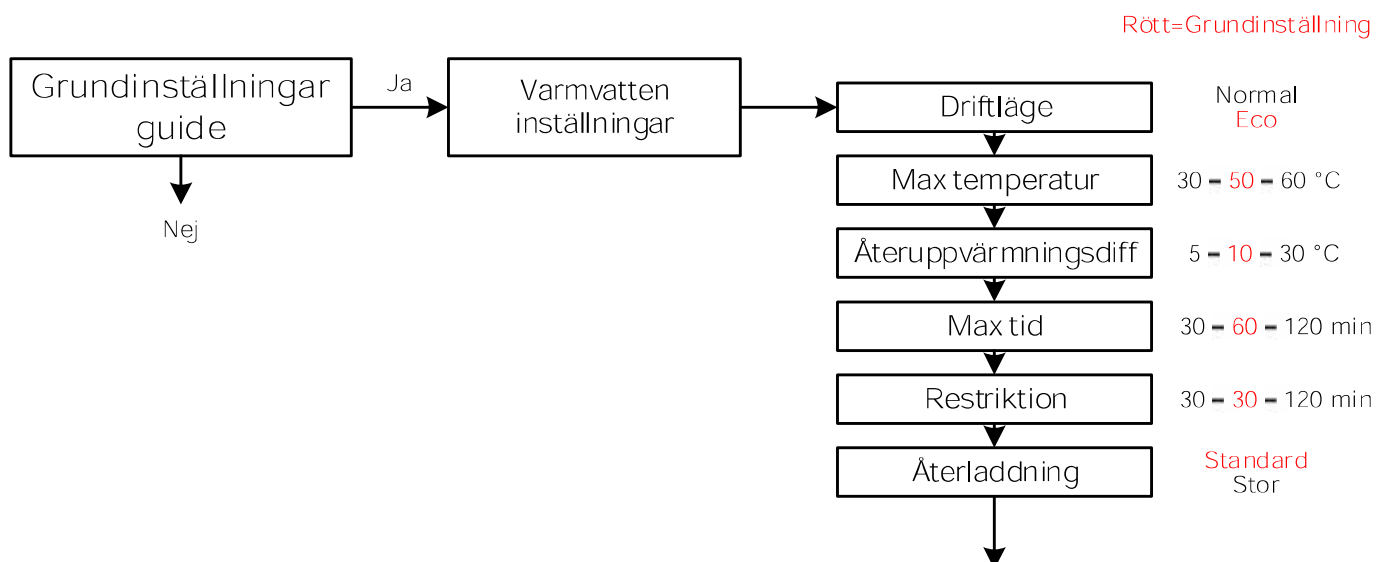 Rött=Grundinställning
Grundinställningar
guide
Ja
Varmvatten
inställningar
Nej
Driftläge
Normal
Eco
Max temperatur
30 – 50 – 60 °C
Återuppvärmningsdiff
5 – 10 – 30 °C
Max tid
30 – 60 – 120 min
Restriktion
30 – 30 – 120 min
Återladdning
Standard
Stor